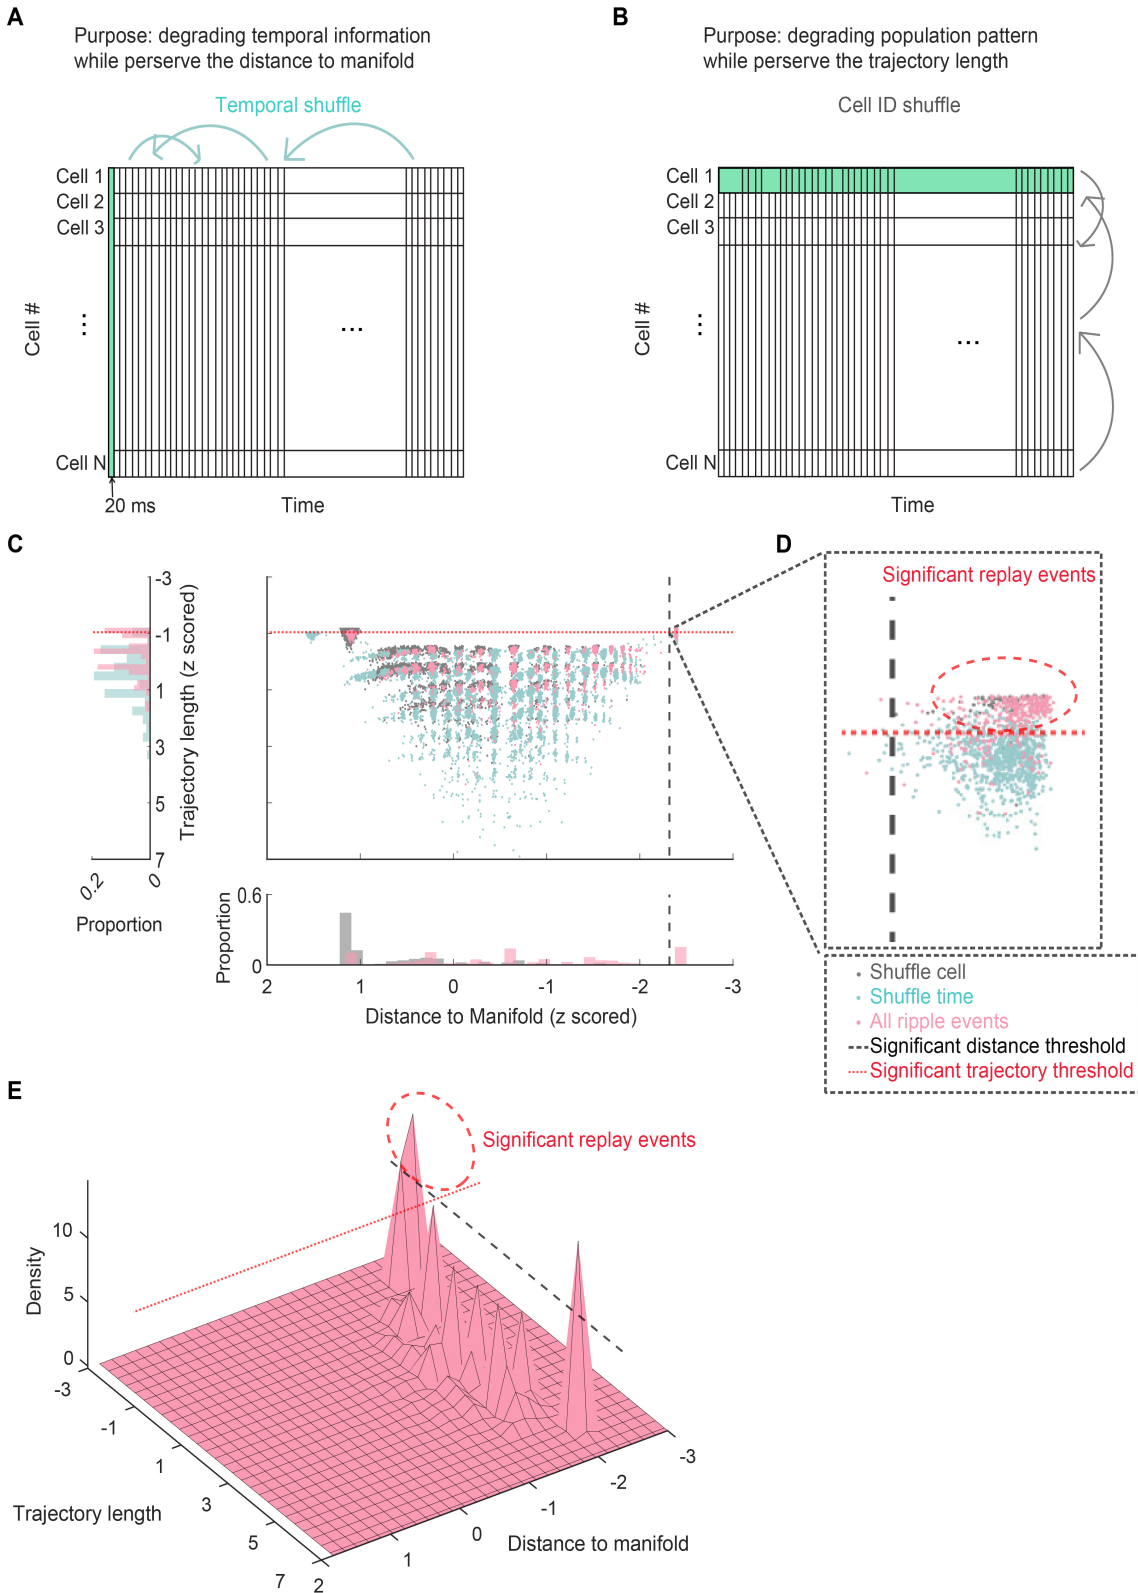 A
Purpose: degrading temporal information
while perserve the distance to manifold
Temporal shuffle
Cell 1
Cell 2
Cell 3
...
Cell N
Cell #
...
20 ms
Time
B
Purpose: degrading population pattern
while perserve the trajectory length
Cell ID shuffle
Cell 1
Cell 2
Cell 3
...
Cell N
Cell #
...
Time
C
-3
-1
1
3
5
7
Trajectory length (z scored)
0.2
0
Proportion
0.6
0
Proportion
2
1
0
-1
-2
-3
Distance to Manifold (z scored)
D
Significant replay events
Shuffle cell
Shuffle time
All ripple events
Significant distance threshold
Significant trajectory threshold
E
Significant replay events
10
5
0
Density
-3
-1
1
3
5
7
Trajectory length
2
1
0
-1
-2
-3
Distance to manifold